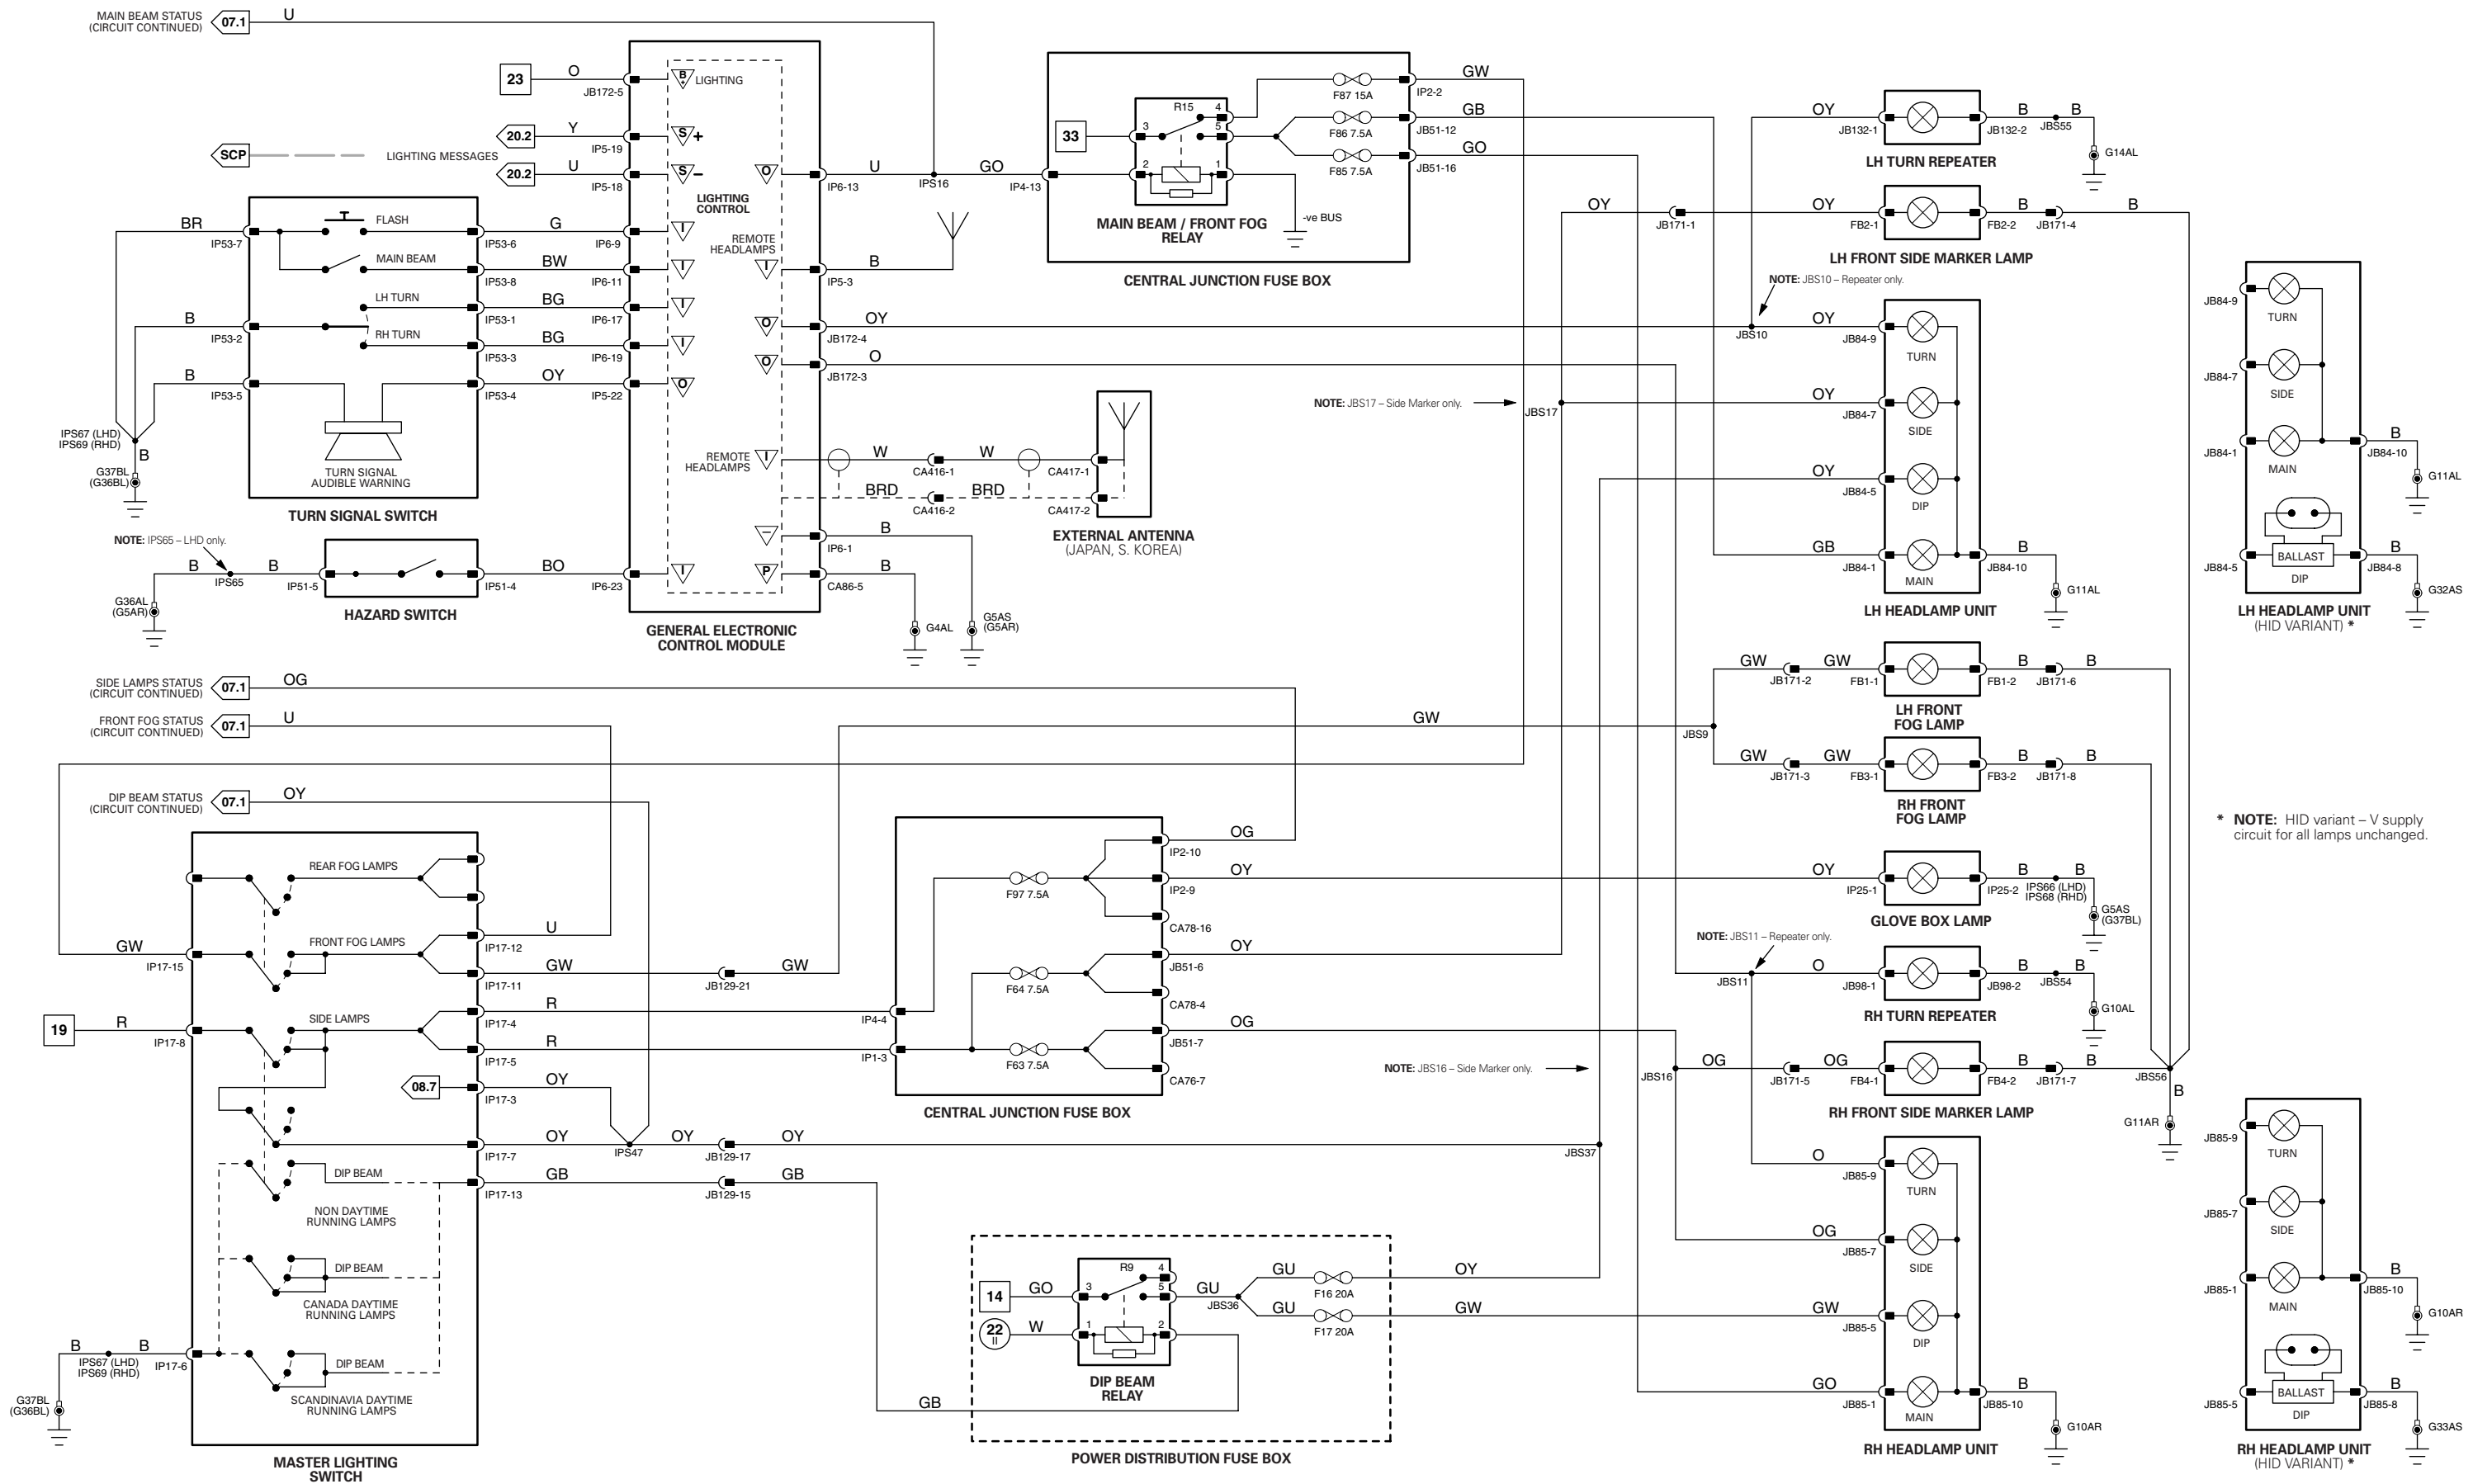 MAIN BEAM STATUS
(CIRCUIT CONTINUED)
07.1
U
23
O
JB172-5
B+
LIGHTING
20.2
Y
IP5-19
S
+
SCP
LIGHTING MESSAGES
20.2
U
IP5-18
S
–
LIGHTING
CONTROL
O
IP6-13
U
IPS16
GO
IP4-13
BR
IP53-7
FLASH
IP53-6
G
IP6-9
I
MAIN BEAM
IP53-8
BW
IP6-11
I
LH TURN
IP53-1
BG
IP6-17
I
B
IP53-2
RH TURN
IP53-3
BG
IP6-19
I
B
IP53-5
IP53-4
OY
IP5-22
O
IPS67 (LHD)
IPS69 (RHD)
B
G37BL
(G36BL)
TURN SIGNAL
AUDIBLE WARNING
TURN SIGNAL SWITCH
REMOTE
HEADLAMPS
I
IP5-3
B
O
JB172-4
OY
O
JB172-3
O
REMOTE
HEADLAMPS
I
W
CA416-1
W
CA417-1
BRD
CA416-2
BRD
CA417-2
EXTERNAL ANTENNA
(JAPAN, S. KOREA)
–
IP6-1
B
P
CA86-5
B
G4AL
G5AS
(G5AR)
NOTE: IPS65 – LHD only.
B
IPS65
B
IP51-5
IP51-4
BO
IP6-23
I
G36AL
(G5AR)
HAZARD SWITCH
GENERAL ELECTRONIC
CONTROL MODULE
33
R15
3
4
5
2
1
F87 15A
IP2-2
GW
F86 7.5A
JB51-12
GB
F85 7.5A
JB51-16
GO
-ve BUS
MAIN BEAM / FRONT FOG
RELAY
CENTRAL JUNCTION FUSE BOX
OY
JB132-1
JB132-2
B
JBS55
B
G14AL
LH TURN REPEATER
OY
JB171-1
OY
FB2-1
FB2-2
B
JB171-4
B
LH FRONT SIDE MARKER LAMP
NOTE: JBS10 – Repeater only.
JBS10
OY
JB84-9
TURN
NOTE: JBS17 – Side Marker only.
JBS17
OY
JB84-7
SIDE
OY
JB84-5
DIP
GB
JB84-1
MAIN
JB84-10
B
G11AL
LH HEADLAMP UNIT
JB84-9
TURN
JB84-7
SIDE
JB84-1
MAIN
JB84-10
B
G11AL
BALLAST
JB84-5
DIP
JB84-8
B
G32AS
LH HEADLAMP UNIT
(HID VARIANT) *
SIDE LAMPS STATUS
(CIRCUIT CONTINUED)
07.1
OG
FRONT FOG STATUS
(CIRCUIT CONTINUED)
07.1
U
DIP BEAM STATUS
(CIRCUIT CONTINUED)
07.1
OY
GW
JBS9
GW
JB171-2
GW
FB1-1
FB1-2
B
JB171-6
B
LH FRONT
FOG LAMP
GW
JB171-3
GW
FB3-1
FB3-2
B
JB171-8
B
RH FRONT
FOG LAMP
* NOTE: HID variant – V supply
circuit for all lamps unchanged.
REAR FOG LAMPS
GW
IP17-15
FRONT FOG LAMPS
IP17-12
U
IP17-11
GW
JB129-21
GW
19
R
IP17-8
SIDE LAMPS
IP17-4
R
IP4-4
IP17-5
R
IP1-3
08.7
IP17-3
OY
IP17-7
OY
IPS47
OY
JB129-17
OY
JBS37
DIP BEAM
IP17-13
GB
JB129-15
GB
NON DAYTIME
RUNNING LAMPS
DIP BEAM
CANADA DAYTIME
RUNNING LAMPS
B
IPS67 (LHD)
IPS69 (RHD)
B
IP17-6
DIP BEAM
SCANDINAVIA DAYTIME
RUNNING LAMPS
G37BL
(G36BL)
MASTER LIGHTING
SWITCH
F97 7.5A
IP2-10
OG
IP2-9
OY
CA78-16
F64 7.5A
JB51-6
OY
CA78-4
F63 7.5A
JB51-7
OG
CA76-7
CENTRAL JUNCTION FUSE BOX
OY
IP25-1
IP25-2
B
IPS66 (LHD)
IPS68 (RHD)
B
G5AS
(G37BL)
GLOVE BOX LAMP
NOTE: JBS11 – Repeater only.
JBS11
O
JB98-1
JB98-2
B
JBS54
B
G10AL
RH TURN REPEATER
NOTE: JBS16 – Side Marker only.
JBS16
OG
JB171-5
OG
FB4-1
FB4-2
B
JB171-7
B
JBS56
B
G11AR
RH FRONT SIDE MARKER LAMP
O
JB85-9
TURN
OG
JB85-7
SIDE
GW
JB85-5
DIP
GO
JB85-1
MAIN
JB85-10
B
G10AR
RH HEADLAMP UNIT
JB85-9
TURN
JB85-7
SIDE
JB85-1
MAIN
JB85-10
B
G10AR
BALLAST
JB85-5
DIP
JB85-8
B
G33AS
RH HEADLAMP UNIT
(HID VARIANT) *
14
GO
22
II
W
R9
3
4
5
1
2
GU
JBS36
GU
F16 20A
OY
GU
F17 20A
GW
DIP BEAM
RELAY
GB
POWER DISTRIBUTION FUSE BOX